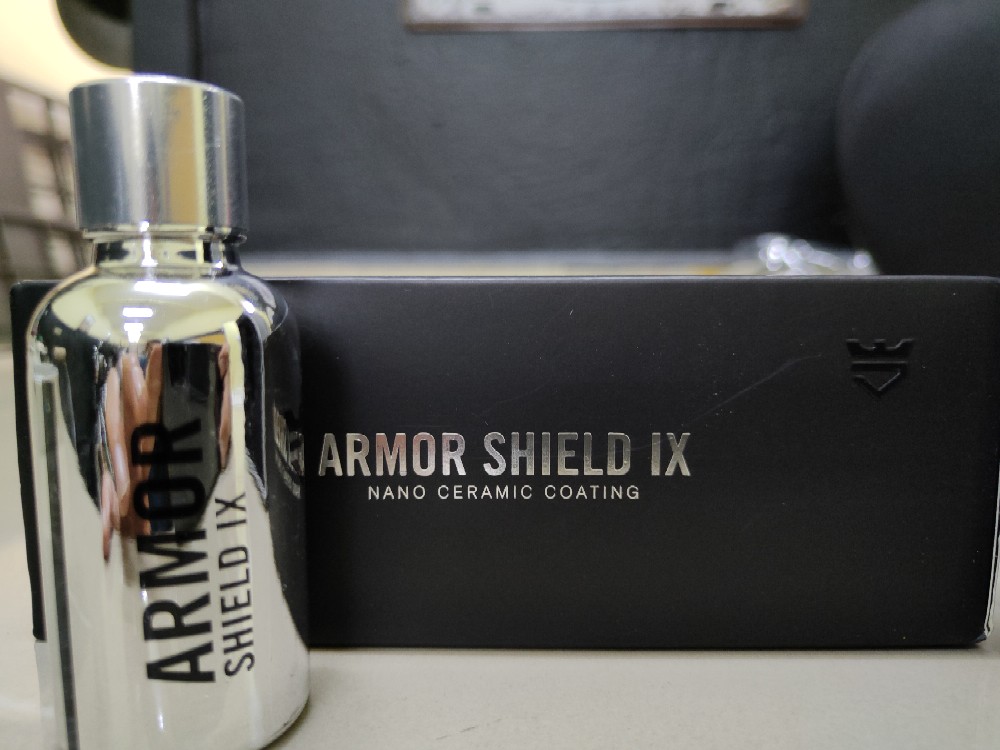 ARMOR
SHIELD IX
ARMOR SHIELD IX
NANO CERAMIC COATING